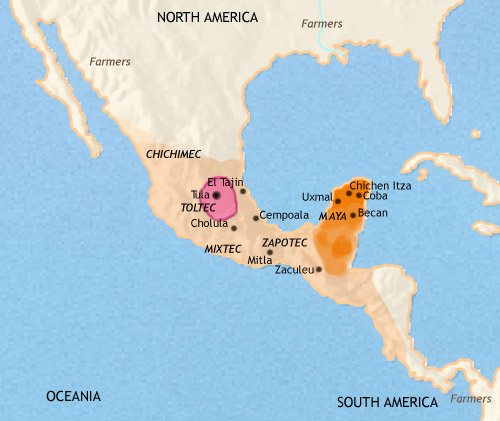 NORTH AMERICA
Farmers
Farmers
CHICHIMEC
El Tajin
Chichen Itza
Tula
Uxmal
Coba
TOLTEC
MAYA
Becan
Cempoala
Cholula
MIXTEC
ZAPOTEC
Mitla
Zaculeu
OCEANIA
SOUTH AMERICA
Farmers